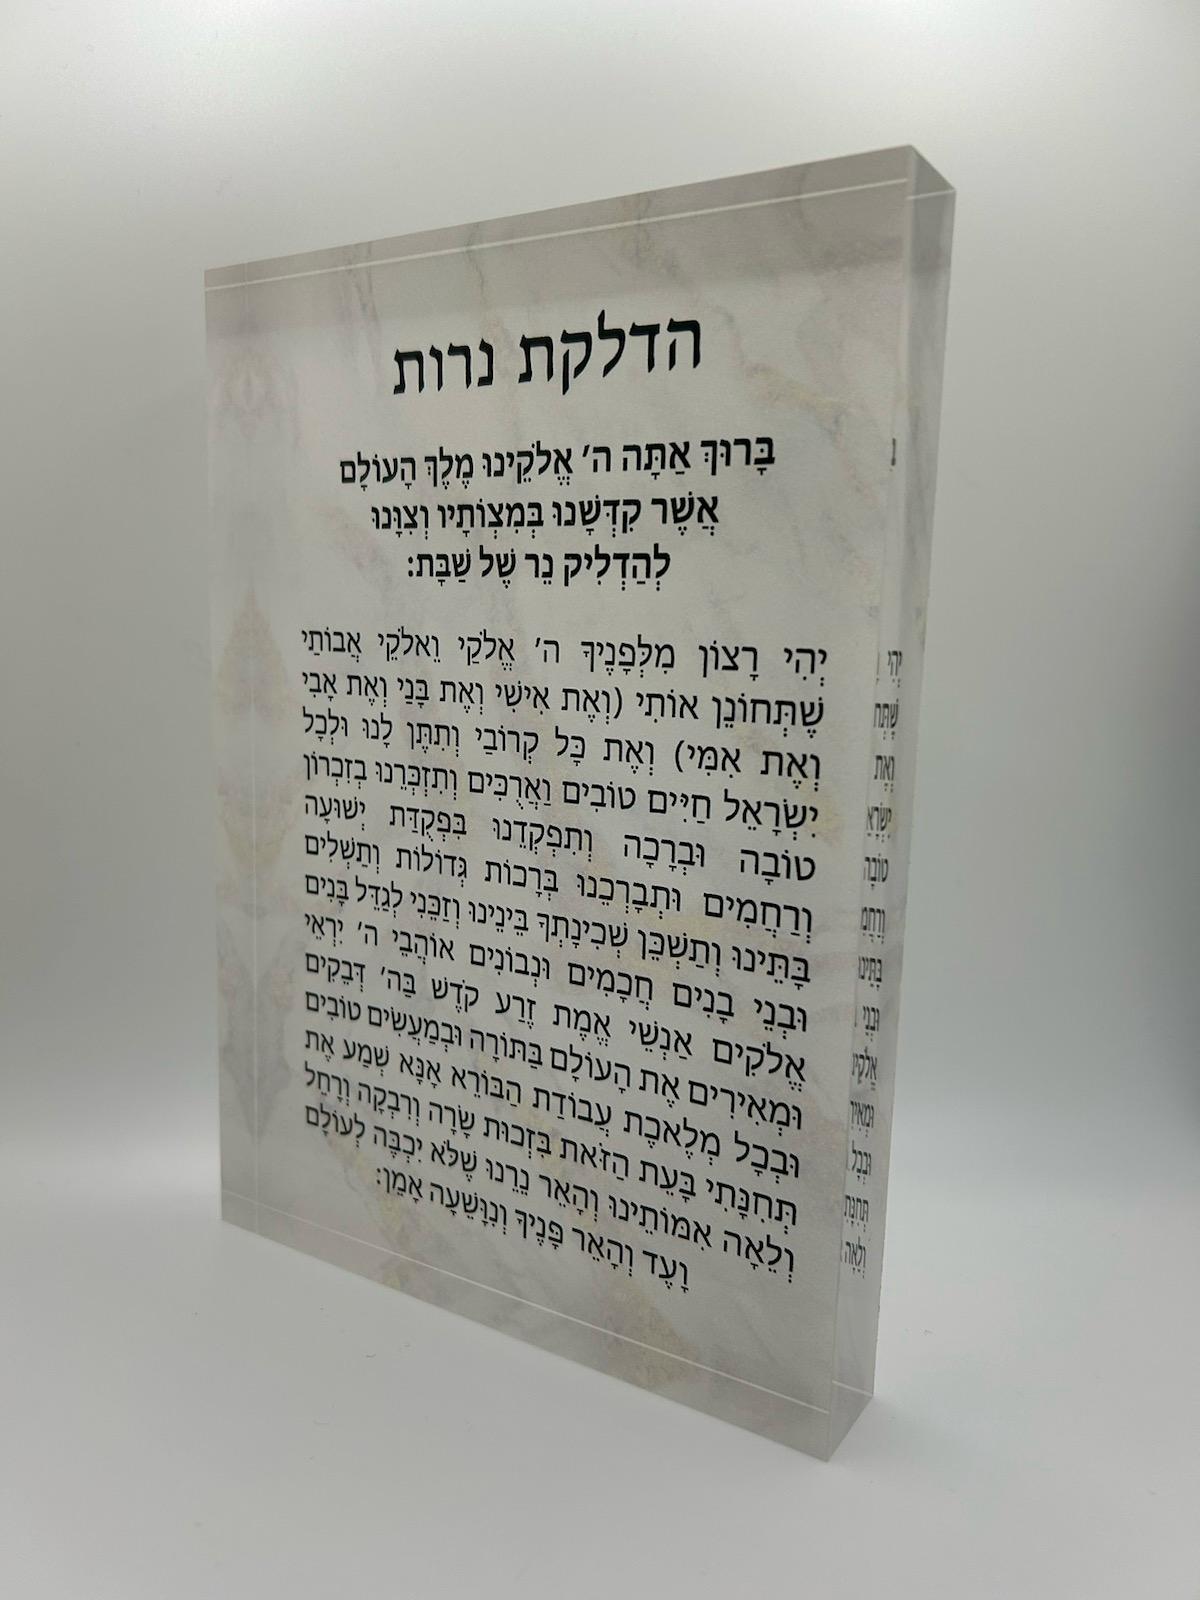 הדלקת נרות
בָּרוּךְ אַתָּה ה׳ אֱלֹקֵינוּ מֶלֶךְ הָעוֹלָם
אֲשֶׁר קִדְּשָׁנוּ בְּמִצְוֹתָיו וְצִוָּנוּ
לְהַדְלִיק נֵר שֶׁל שַׁבָּת:
יְהִי רָצוֹן מִלְּפָנֶיךָ ה׳ אֱלֹקַי וֵאלֹקֵי אֲבוֹתַי
שֶׁתְּחוֹנֵן אוֹתִי (וְאֶת אִישִׁי וְאֶת בָּנַי וְאֶת אָבִי
וְאֶת אִמִּי) וְאֶת כָּל קְרוֹבַי וְתִתֶּן לָנוּ וּלְכָל
יִשְׂרָאֵל חַיִּים טוֹבִים וַאֲרֻכִּים וְתִזְכְּרֵנוּ בְּזִכְרוֹן
טוֹבָה וּבְרָכָה וְתִפְקְדֵנוּ בִּפְקֻדַּת יְשׁוּעָה
וְרַחֲמִים וּתְבָרְכֵנוּ בְּרָכוֹת גְּדוֹלוֹת וְתַשְׁלִים
בָּתֵּינוּ וְתַשְׁכֵּן שְׁכִינָתְךָ בֵּינֵינוּ וְזַכֵּנִי לְגַדֵּל בָּנִים
וּבְנֵי בָנִים חֲכָמִים וּנְבוֹנִים אוֹהֲבֵי ה׳ יִרְאֵי
אֱלֹקִים אַנְשֵׁי אֱמֶת זֶרַע קֹדֶשׁ בַּה׳ דְּבֵקִים
וּמְאִירִים אֶת הָעוֹלָם בַּתּוֹרָה וּבְמַעֲשִׂים טוֹבִים
וּבְכָל מְלֶאכֶת עֲבוֹדַת הַבּוֹרֵא אָנָּא שְׁמַע אֶת
תְּחִנָּתִי בָּעֵת הַזֹּאת בִּזְכוּת שָׂרָה וְרִבְקָה וְרָחֵל
וְלֵאָה אִמּוֹתֵינוּ וְהָאֵר נֵרֵנוּ שֶׁלֹּא יִכְבֶּה לְעוֹלָם
וָעֶד וְהָאֵר פָּנֶיךָ וְנִוָּשֵׁעָה אָמֵן: